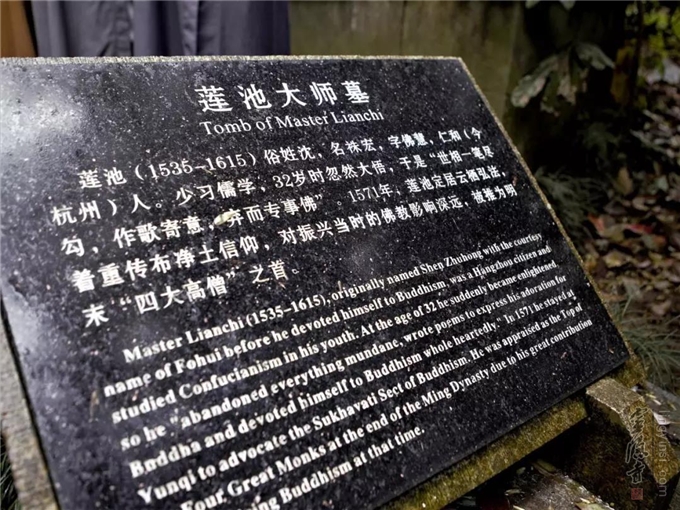 莲池大师墓
Tomb of Master Lianchi
莲池（1535-1615）俗姓沈，名袾宏，字佛慧，仁和（今
杭州）人。少习儒学，32岁时忽然大悟，于是“世相一笔尽
勾，作歌寄意，弃而专事佛”。1571年，莲池定居云栖弘法，
着重传布净土信仰，对振兴当时的佛教影响深远，被推为明
末“四大高僧”之首。
Master Lianchi (1535-1615), originally named Shen Zhuhong with the courtesy
name of Fohui before he devoted himself to Buddhism, was a Hangzhou citizen and
studied Confucianism in his youth. At the age of 32, he suddenly became enlightened,
so he "abandoned everything mundane, wrote poems to express his adoration for
Buddha and devoted himself to Buddhism whole heartedly." In 1571 he stayed at
Yunqi to advocate the Sukhavati Sect of Buddhism. He was appraised as the Top of
Four Great Monks at the end of the Ming Dynasty due to his great contribution
Buddhism at that time.